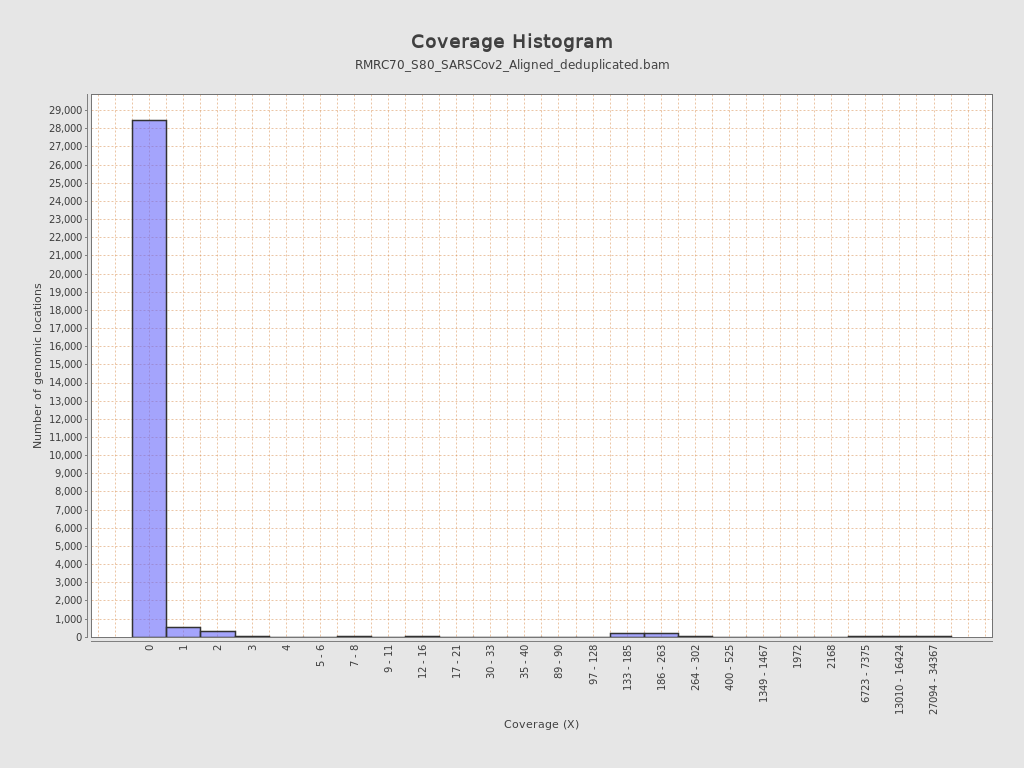 Coverage Histogram
RMRC70_S80_SARSCov2_Aligned_deduplicated.bam
Number of genomic locations
29,000
28,000
27,000
26,000
25,000
24,000
23,000
22,000
21,000
20,000
19,000
18,000
17,000
16,000
15,000
14,000
13,000
12,000
11,000
10,000
9,000
8,000
7,000
6,000
5,000
4,000
3,000
2,000
1,000
0
0
1
2
3
4
5 - 6
7 - 8
9 - 11
12 - 16
17 - 21
30 - 33
35 - 40
89 - 90
97 - 128
133 - 185
186 - 263
264 - 302
400 - 525
1349 - 1467
1972
2168
6723 - 7375
13010 - 16424
27094 - 34367
Coverage (X)